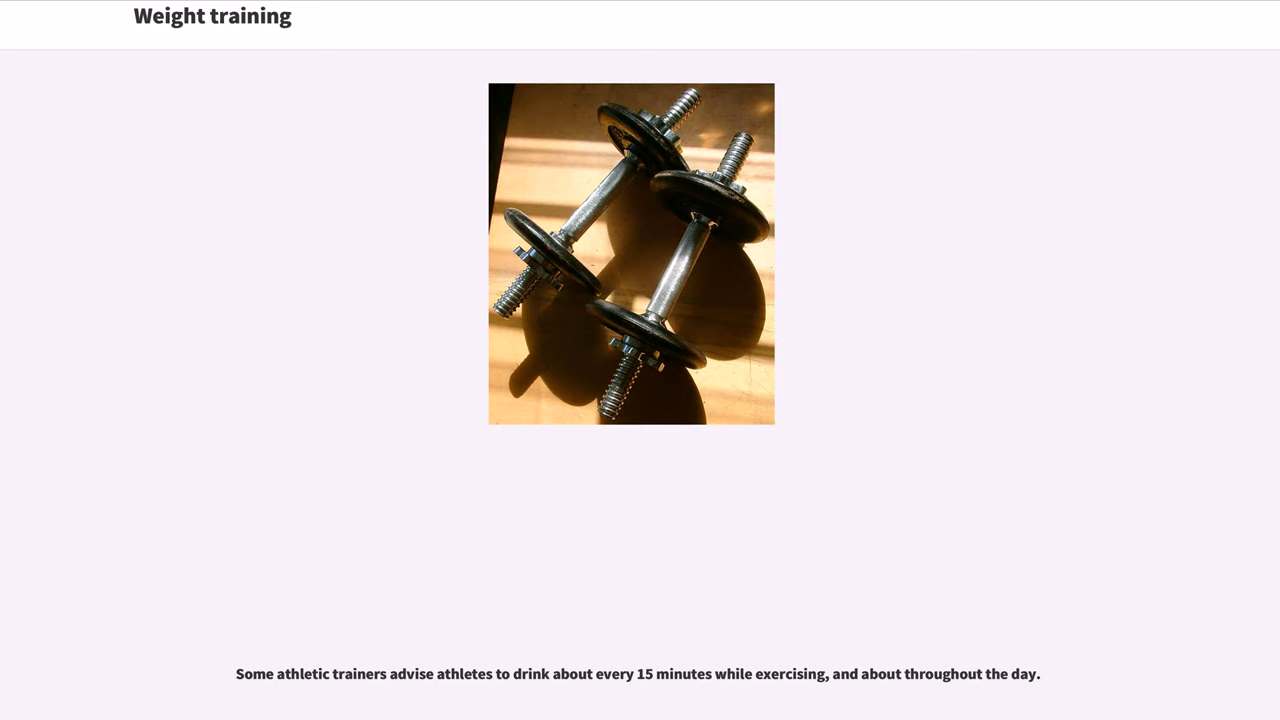 Weight training
Some athletic trainers advise athletes to drink about every 15 minutes while exercising, and about throughout the day.